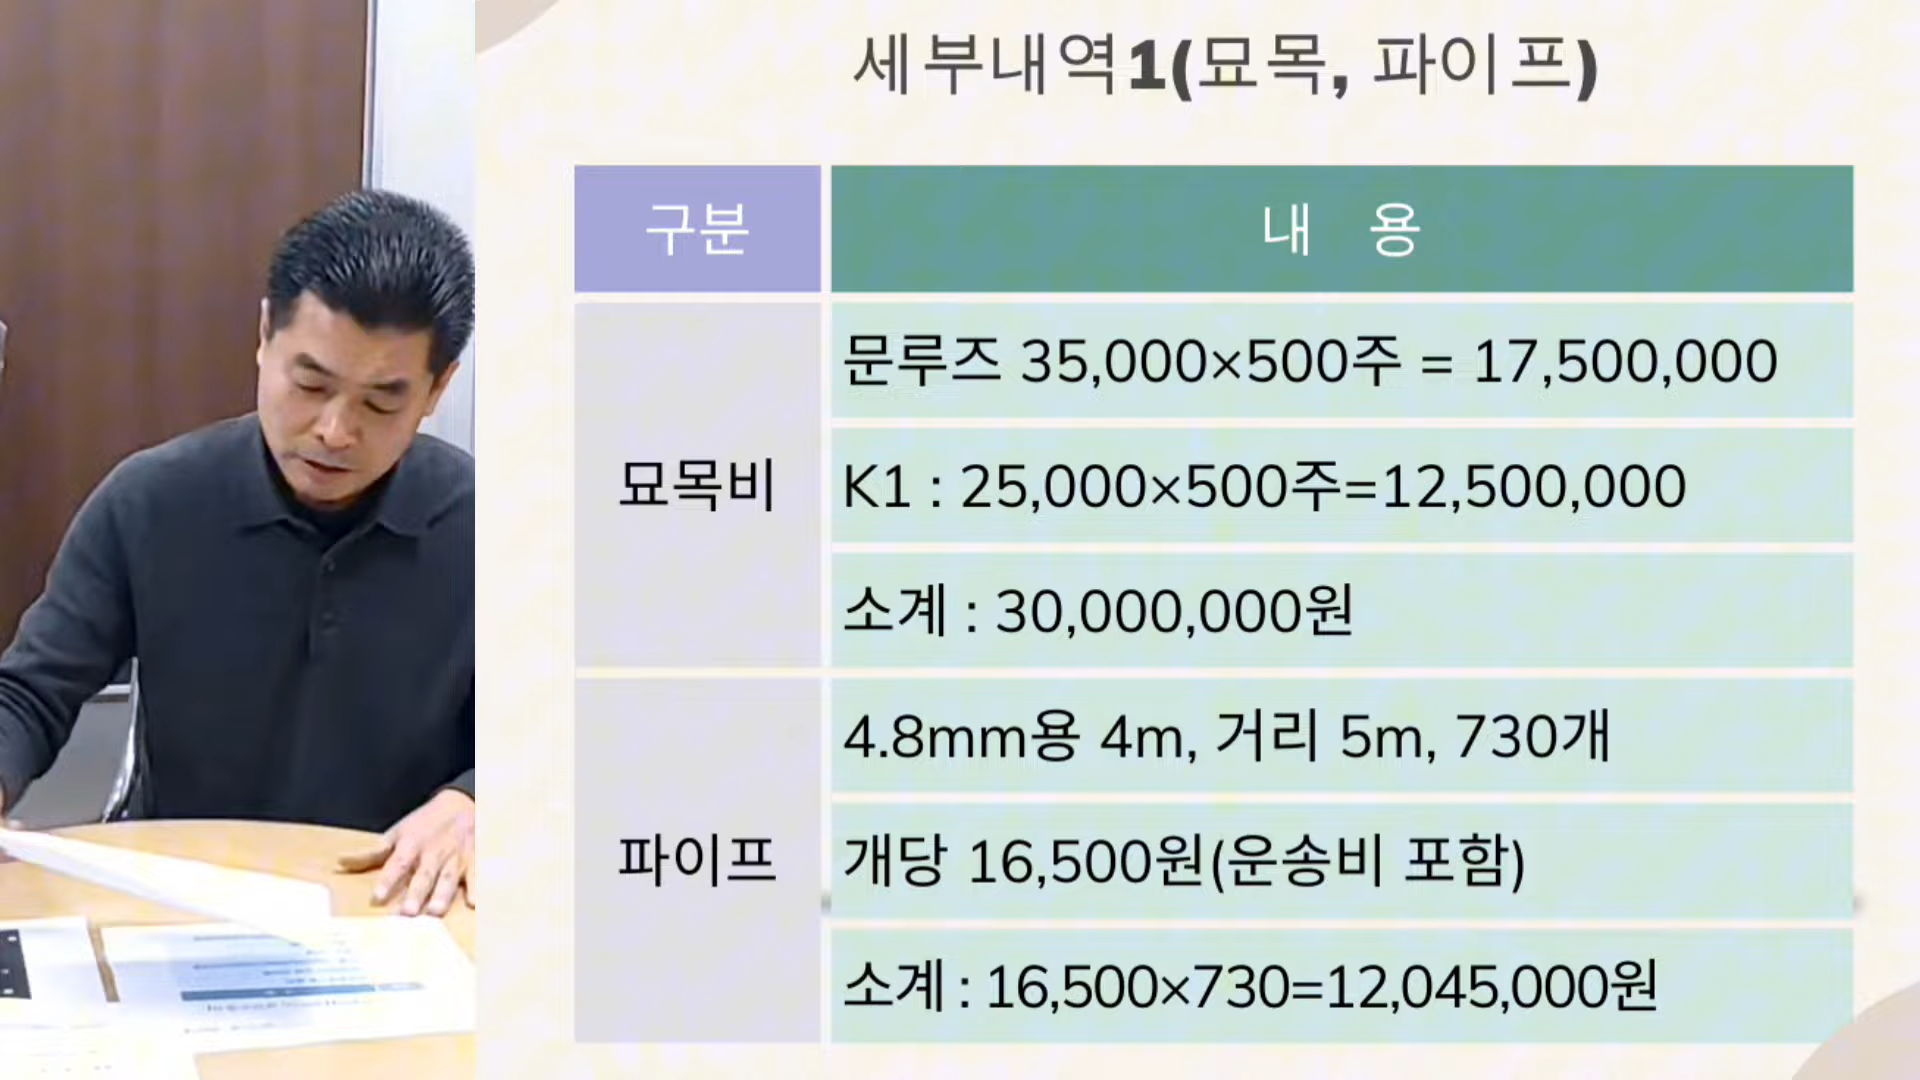 세부내역1(묘목, 파이프)
구분
내 용
묘목비
문루즈 35,000×500주 = 17,500,000
K1 : 25,000×500주=12,500,000
소계 : 30,000,000원
파이프
4.8mm용 4m, 거리 5m, 730개
개당 16,500원(운송비 포함)
소계 : 16,500×730=12,045,000원